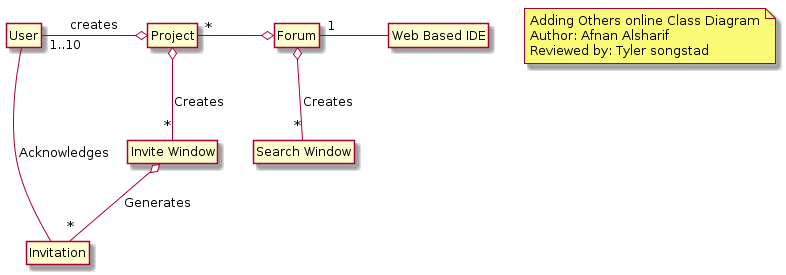 creates
User
1..10
Project
*
Forum
1
Web Based IDE
Adding Others online Class Diagram
Author: Afnan Alsharif
Reviewed by: Tyler songstad
Creates
*
Creates
*
Invite Window
Search Window
Acknowledges
Generates
*
Invitation